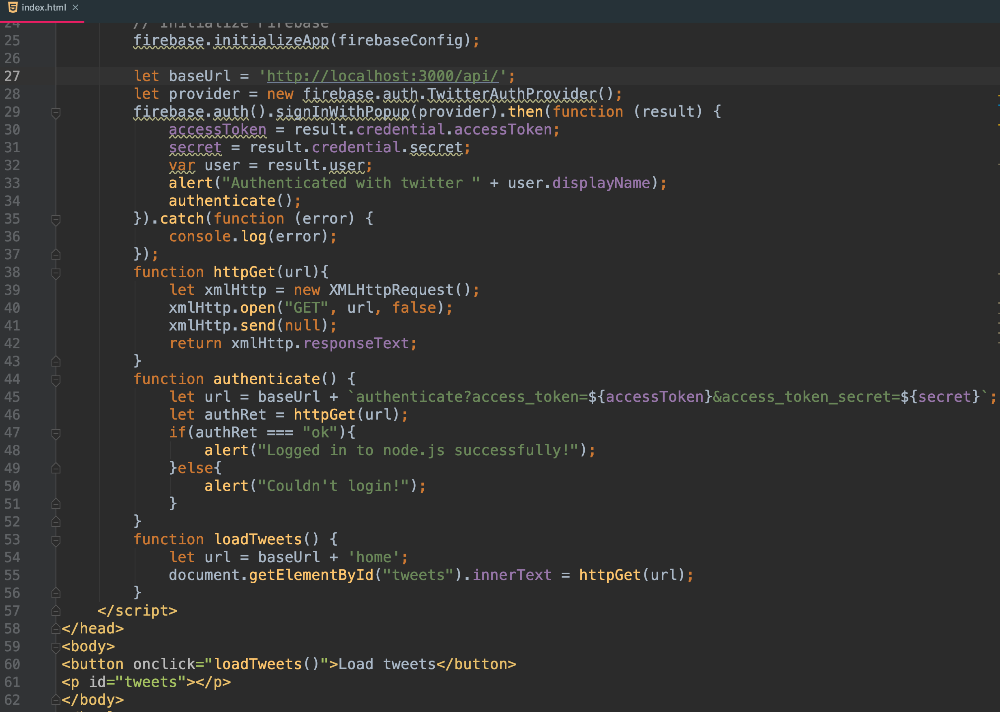 index.html ×
24 // Initialize Firebase
25 firebase.initializeApp(firebaseConfig);
26
27 let baseUrl = 'http://localhost:3000/api/';
28 let provider = new firebase.auth.TwitterAuthProvider();
29 firebase.auth().signInWithPopup(provider).then(function (result) {
30 accessToken = result.credential.accessToken;
31 secret = result.credential.secret;
32 var user = result.user;
33 alert("Authenticated with twitter " + user.displayName);
34 authenticate();
35 }).catch(function (error) {
36 console.log(error);
37 });
38 function httpGet(url){
39 let xmlHttp = new XMLHttpRequest();
40 xmlHttp.open("GET", url, false);
41 xmlHttp.send(null);
42 return xmlHttp.responseText;
43 }
44 function authenticate() {
45 let url = baseUrl + `authenticate?access_token=${accessToken}&access_token_secret=${secret}`;
46 let authRet = httpGet(url);
47 if(authRet === "ok"){
48 alert("Logged in to node.js successfully!");
49 }else{
50 alert("Couldn't login!");
51 }
52 }
53 function loadTweets() {
54 let url = baseUrl + 'home';
55 document.getElementById("tweets").innerText = httpGet(url);
56 }
57 </script>
58 </head>
59 <body>
60 <button onclick="loadTweets()">Load tweets</button>
61 <p id="tweets"></p>
62 </body>